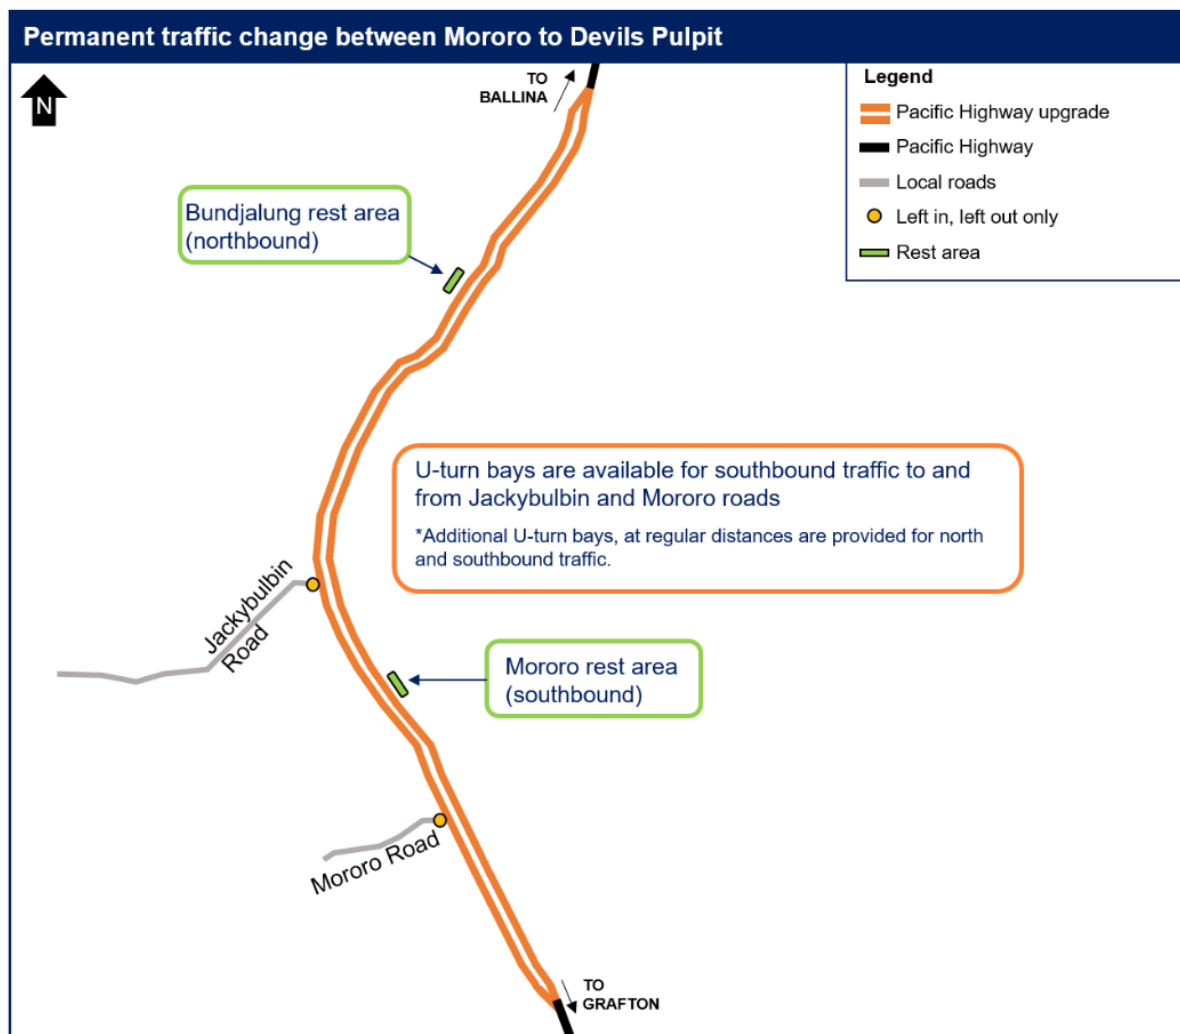 Permanent traffic change between Mororo to Devils Pulpit
N
TO
BALLINA
Legend
Pacific Highway upgrade
Pacific Highway
Local roads
Left in, left out only
Rest area
Bundjalung rest area
(northbound)
U-turn bays are available for southbound traffic to and
from Jackybulbin and Mororo roads
*Additional U-turn bays, at regular distances are provided for north
and southbound traffic.
Jackybulbin
Road
Mororo rest area
(southbound)
Mororo Road
TO
GRAFTON